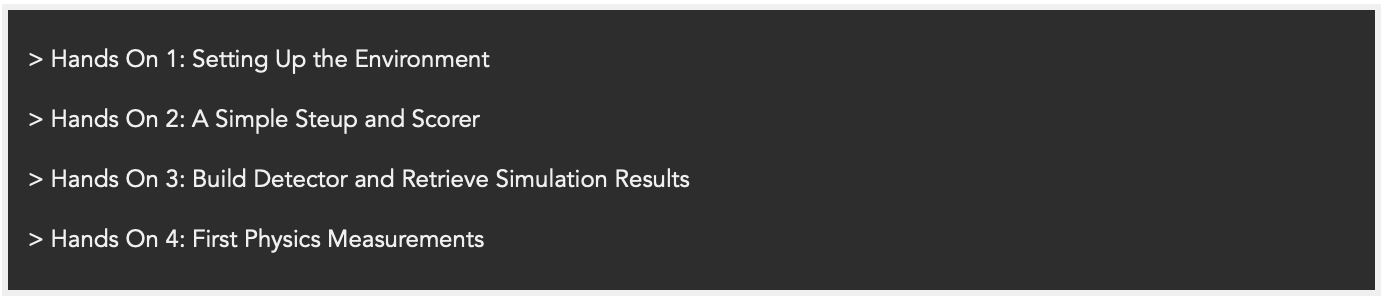 > Hands On 1: Setting Up the Environment
> Hands On 2: A Simple Steup and Scorer
> Hands On 3: Build Detector and Retrieve Simulation Results
> Hands On 4: First Physics Measurements